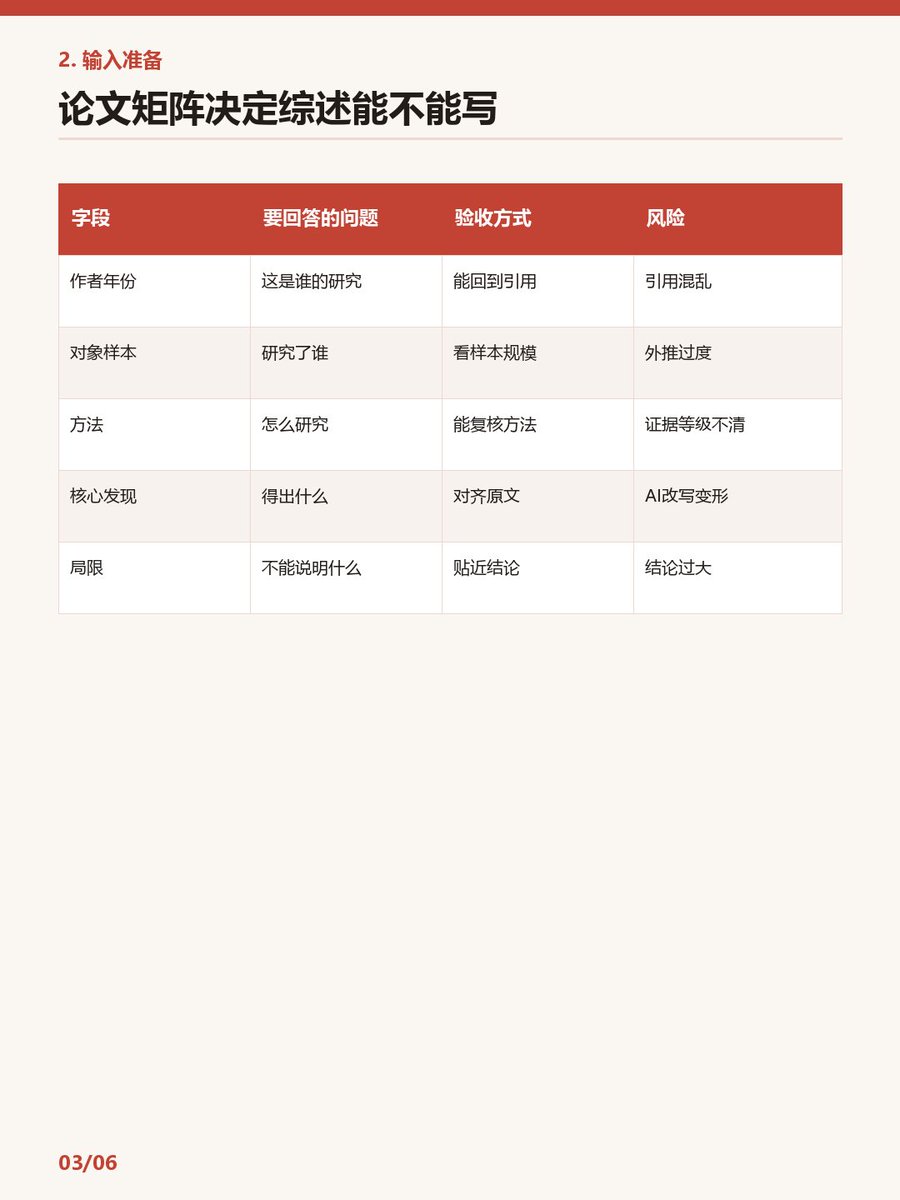 2. 输入准备
论文矩阵决定综述能不能写
字段 要回答的问题 验收方式 风险
作者年份 这是谁的研究 能回到引用 引用混乱
对象样本 研究了谁 看样本规模 外推过度
方法 怎么研究 能复核方法 证据等级不清
核心发现 得出什么 对齐原文 AI改写变形
局限 不能说明什么 贴近结论 结论过大
03/06